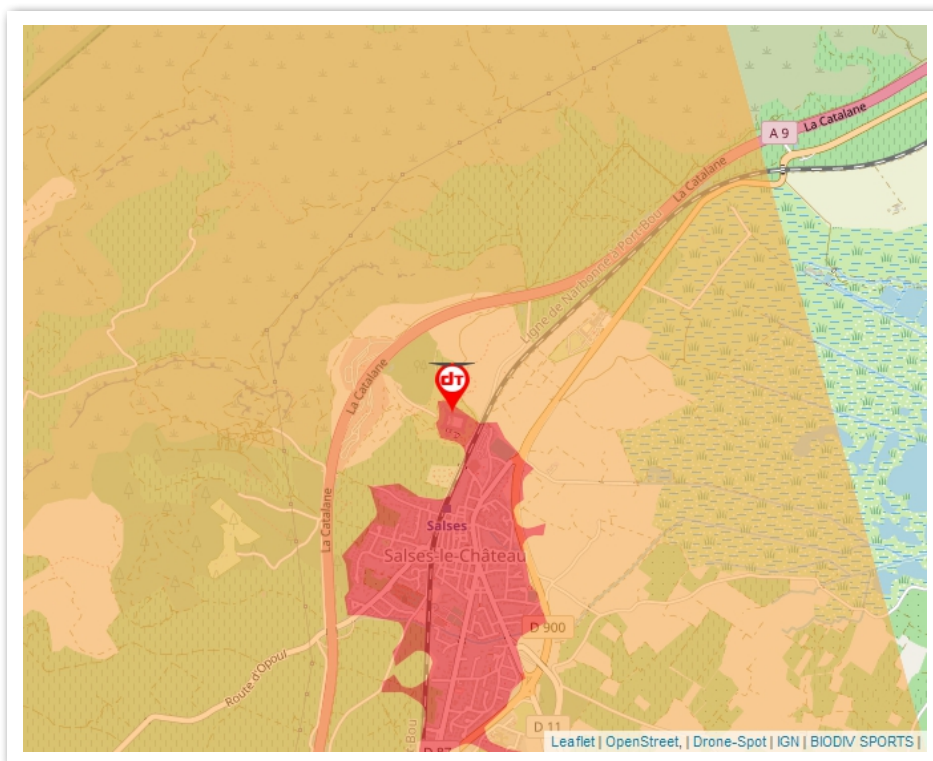 A 9
La Catalane
La Catalane
Ligne de Narbonne à Port Bou
La Catalane
dT
La Catalane
Salses
Salses-le-Château
D 900
Route d'Opoul
D 11
D 87
Leaflet | OpenStreet, | Drone-Spot | IGN | BIODIV SPORTS |